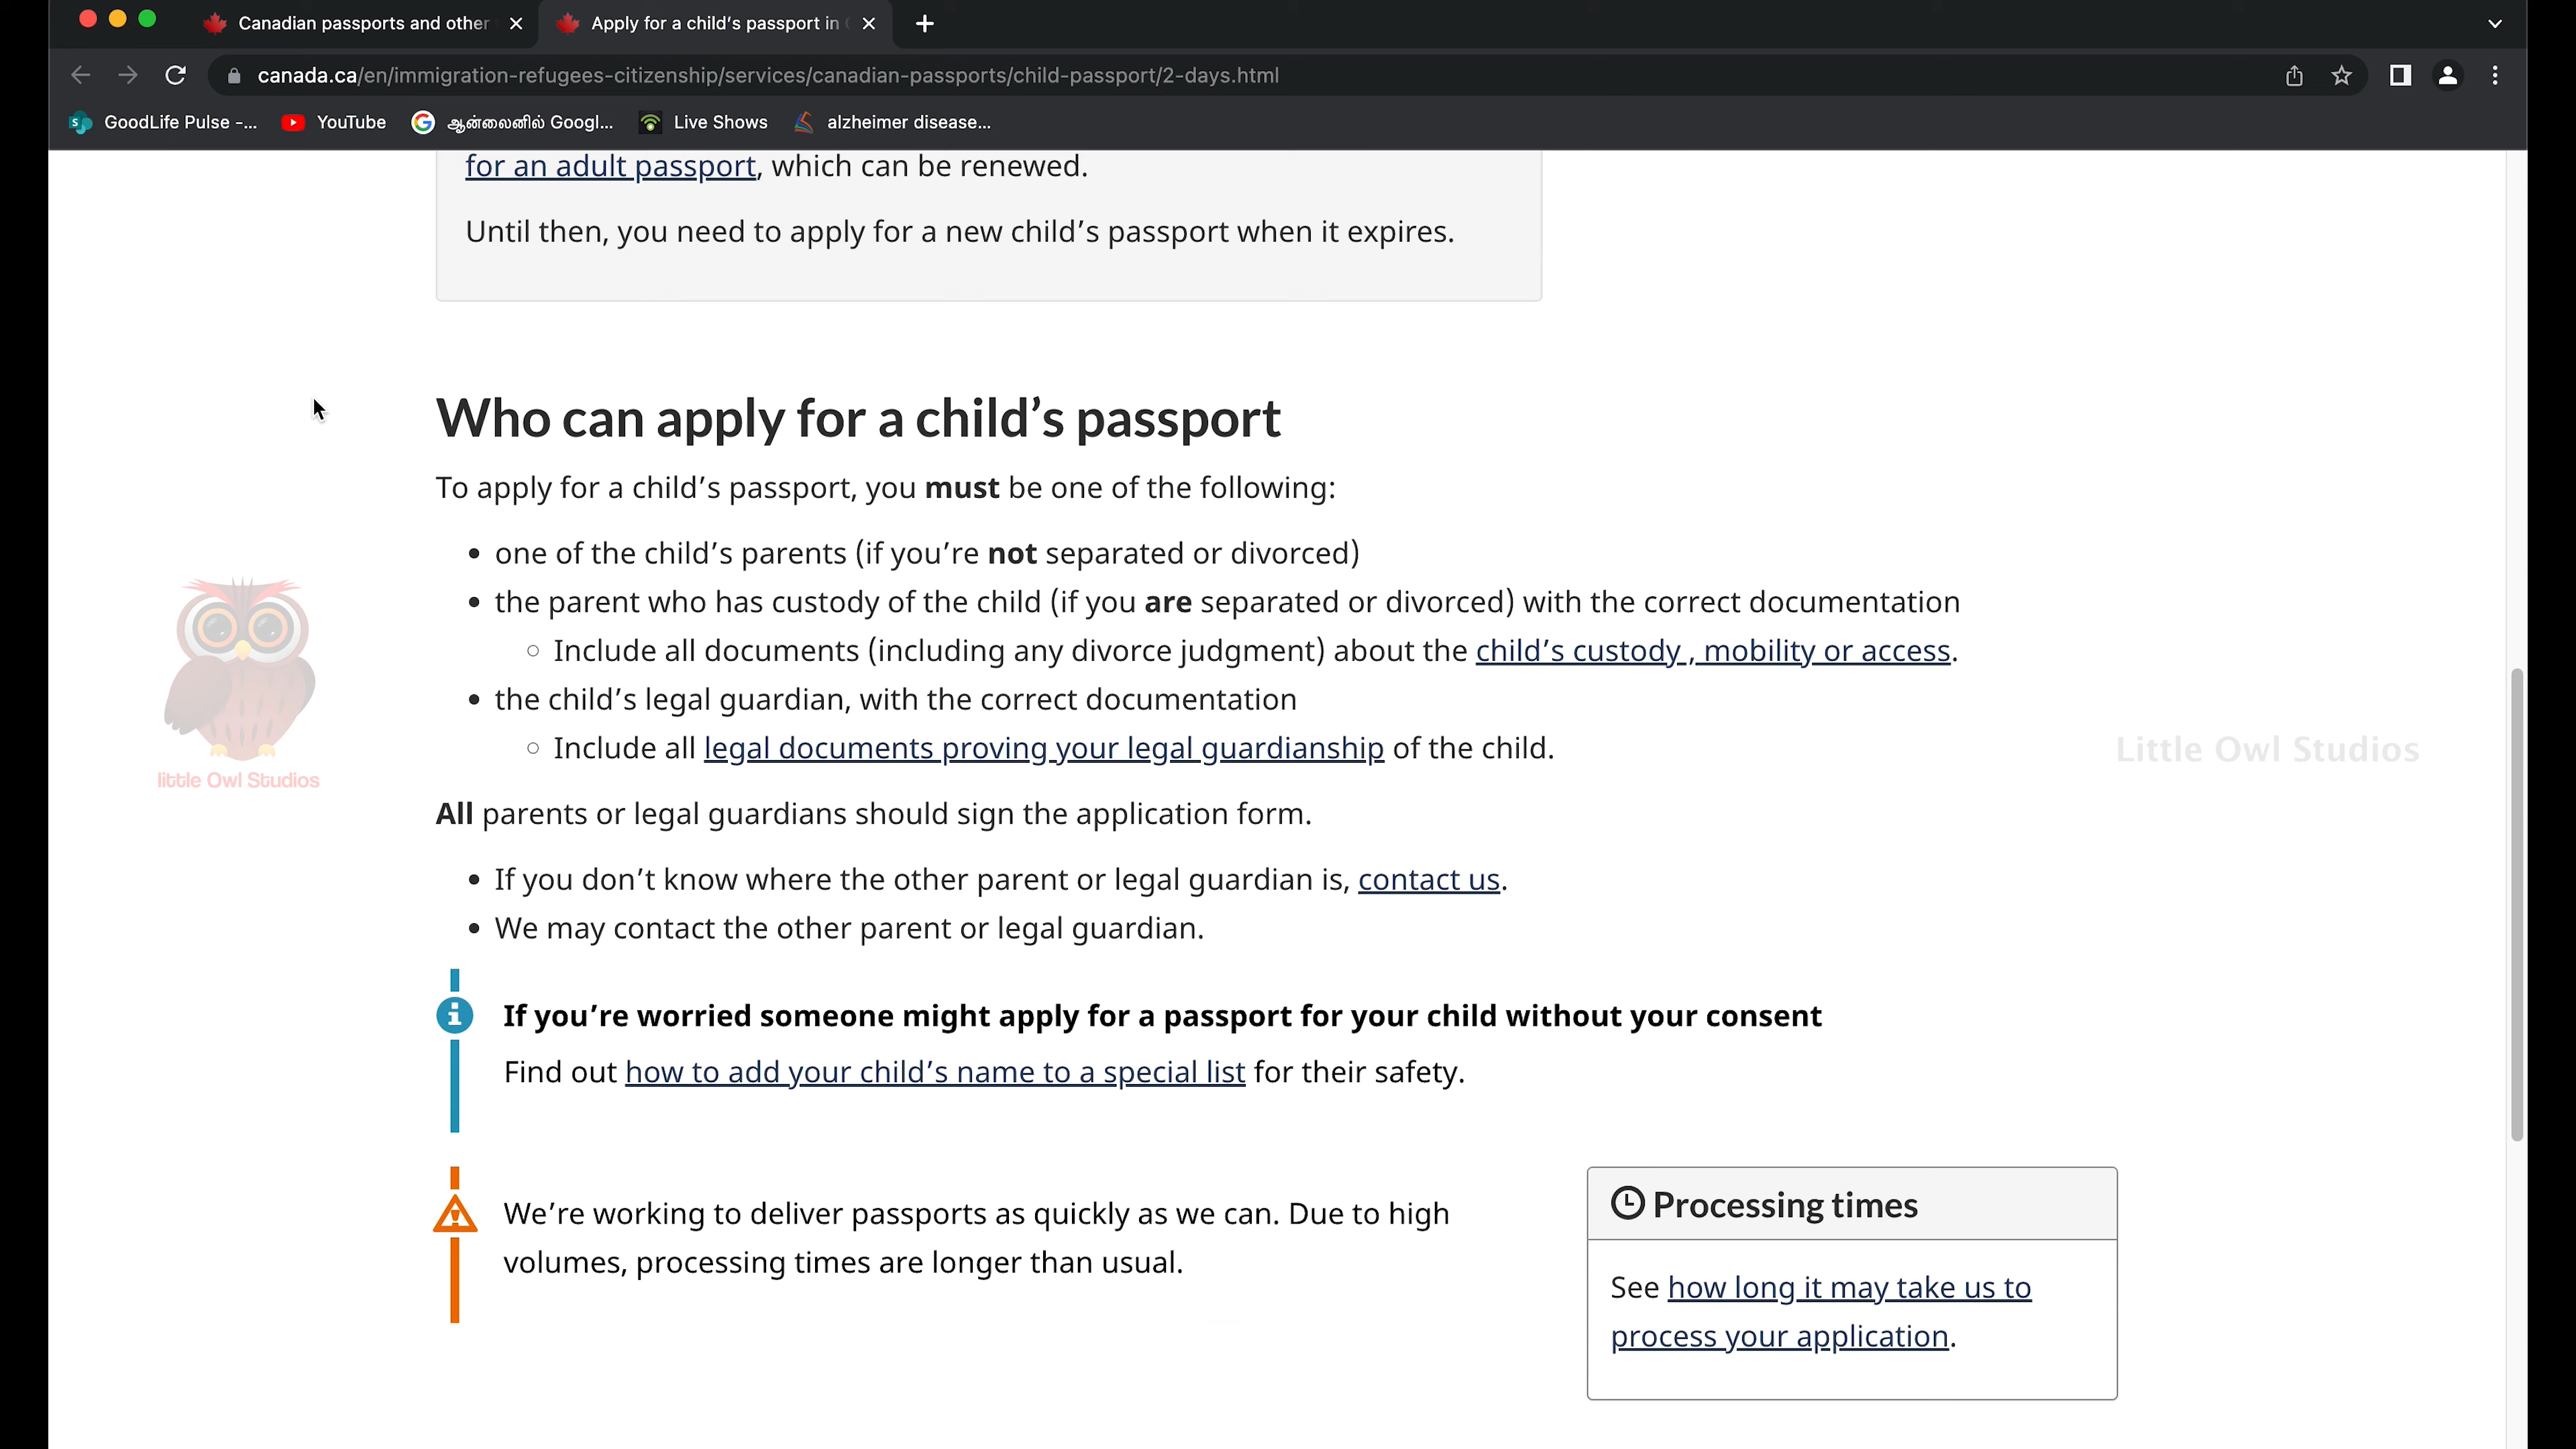 Canadian passports and other
Apply for a child's passport in
canada.ca/en/immigration-refugees-citizenship/services/canadian-passports/child-passport/2-days.html
GoodLife Pulse -...
YouTube
ஆன்லைனில் Googl...
Live Shows
alzheimer disease...
for an adult passport, which can be renewed.
Until then, you need to apply for a new child’s passport when it expires.
Who can apply for a child’s passport
To apply for a child’s passport, you must be one of the following:
• one of the child’s parents (if you’re not separated or divorced)
• the parent who has custody of the child (if you are separated or divorced) with the correct documentation
○ Include all documents (including any divorce judgment) about the child’s custody , mobility or access.
• the child’s legal guardian, with the correct documentation
○ Include all legal documents proving your legal guardianship of the child.
little Owl Studios
Little Owl Studios
All parents or legal guardians should sign the application form.
• If you don’t know where the other parent or legal guardian is, contact us.
• We may contact the other parent or legal guardian.
If you’re worried someone might apply for a passport for your child without your consent
Find out how to add your child’s name to a special list for their safety.
We’re working to deliver passports as quickly as we can. Due to high
volumes, processing times are longer than usual.
Processing times
See how long it may take us to
process your application.